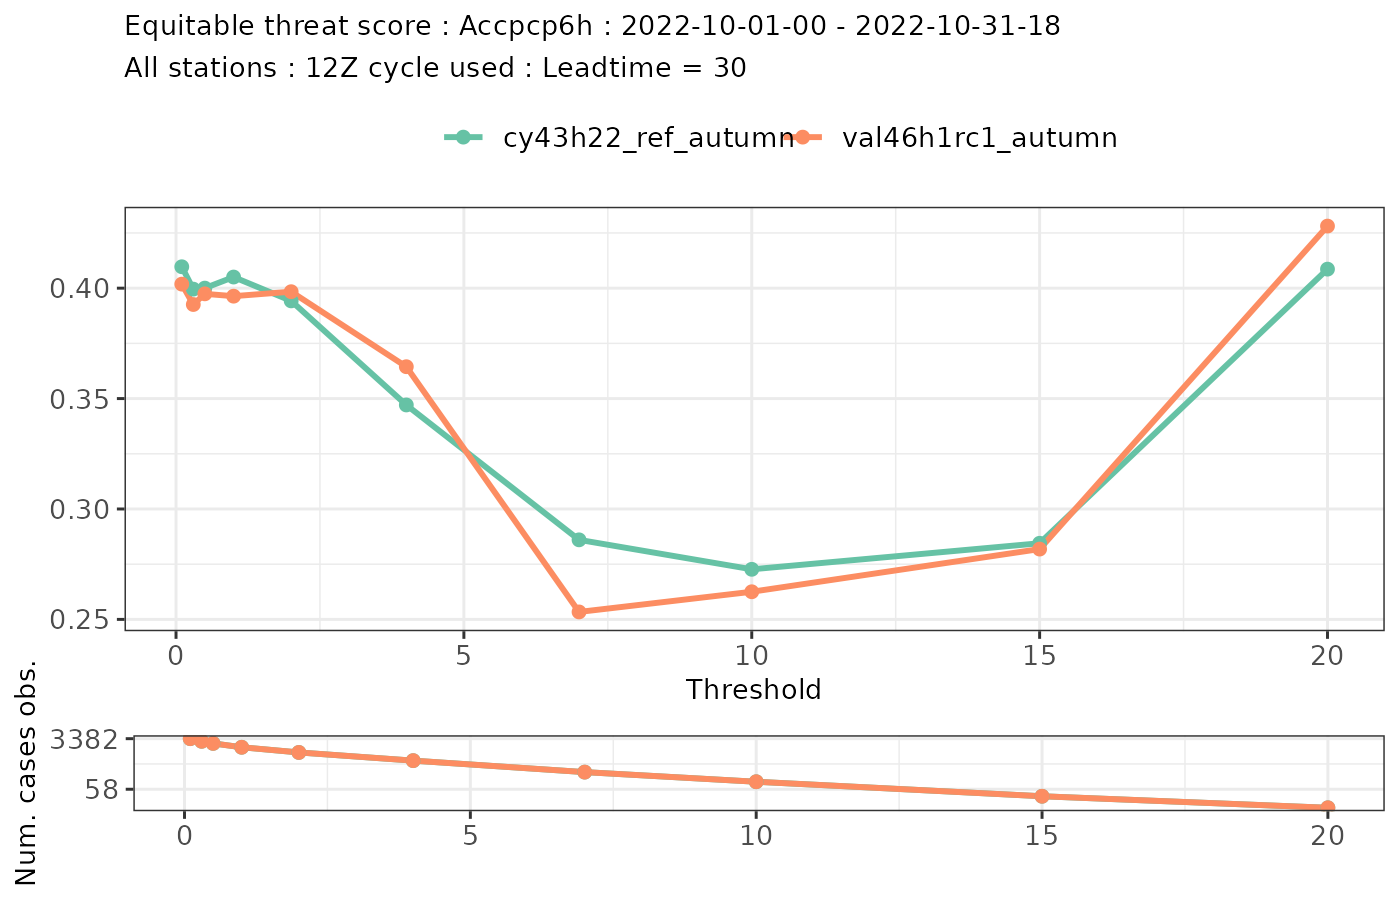 Equitable threat score : Accpcp6h : 2022-10-01-00 - 2022-10-31-18
All stations : 12Z cycle used : Leadtime = 30
cy43h22_ref_autumn val46h1rc1_autumn
0.40
0.35
0.30
0.25
0 5 10 15 20
Threshold
Num. cases obs.
3382
58
0 5 10 15 20